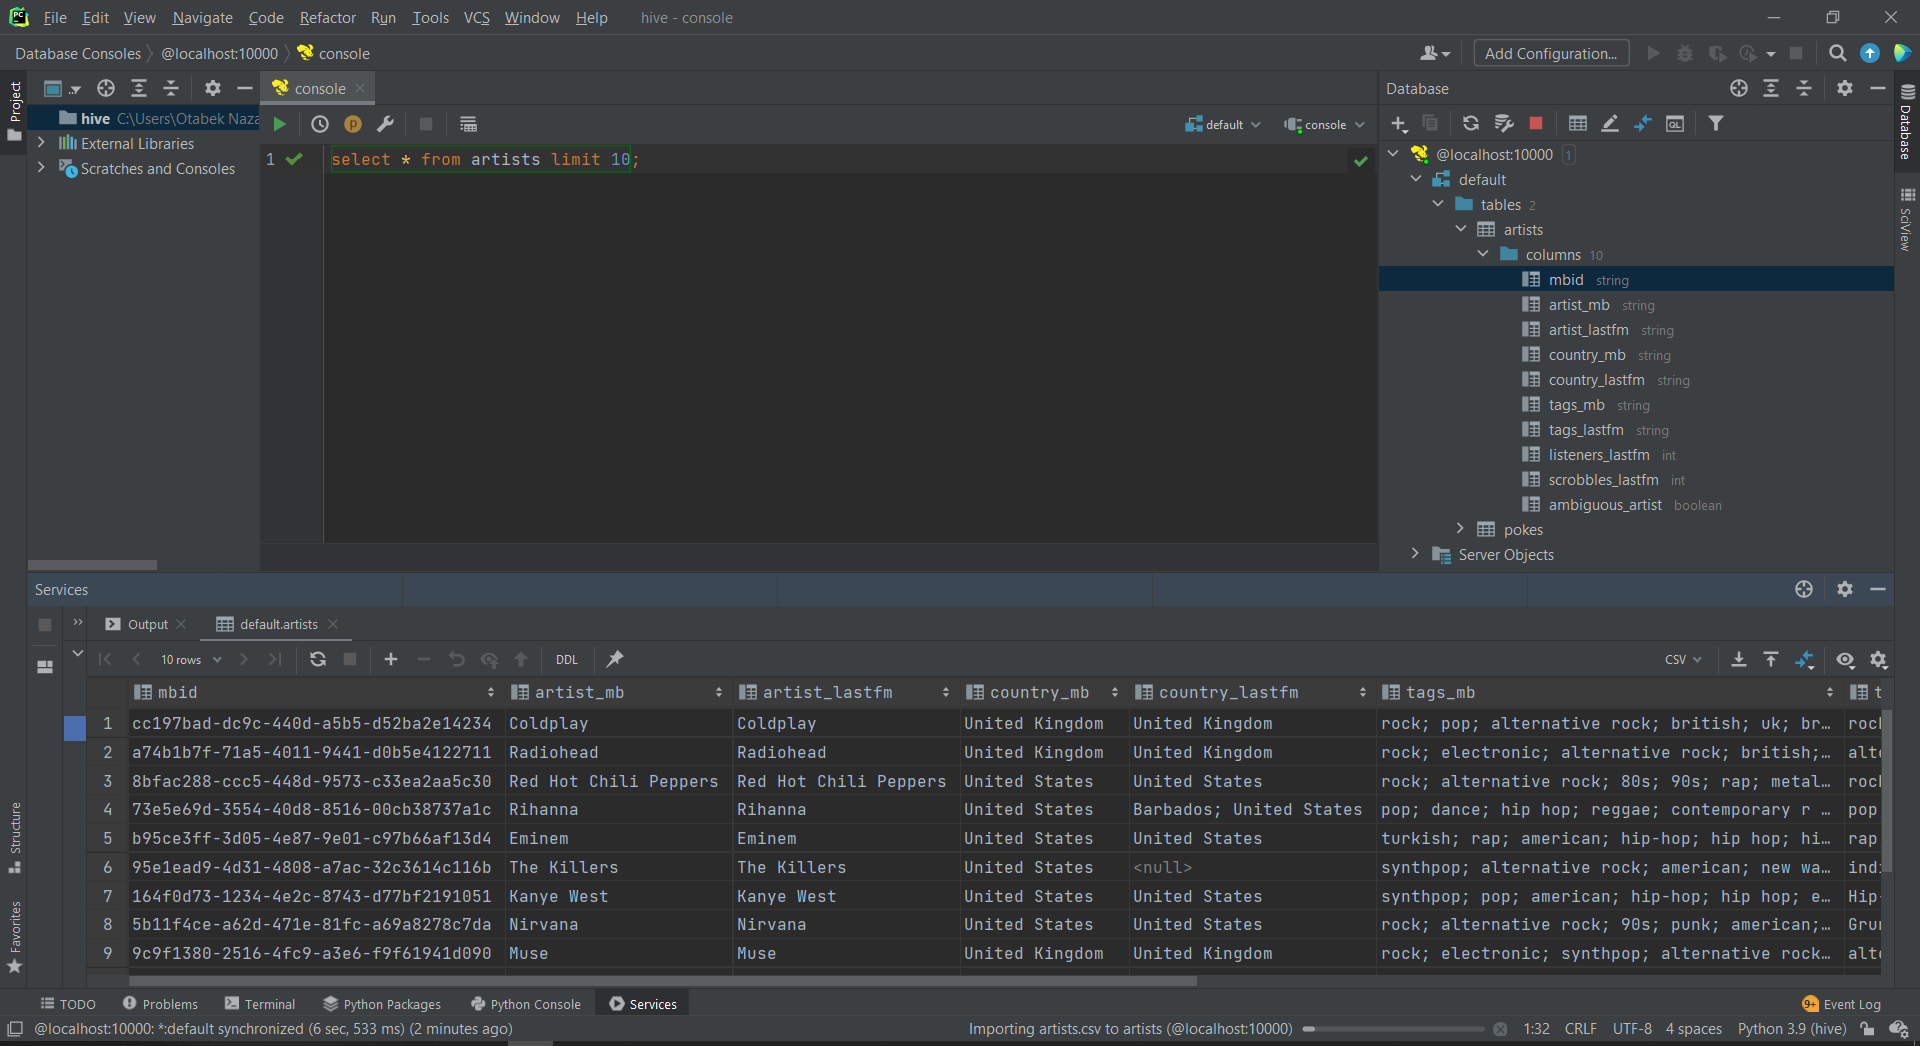 PC File Edit View Navigate Code Refactor Run Tools VCS Window Help hive - console
Database Consoles @localhost:10000 console Add Configuration...
Project
console
Database
hive C:\Users\Otabek Naza
External Libraries
Scratches and Consoles
p default console
1 select * from artists limit 10;
QL
@localhost:10000 1
default
tables 2
artists
columns 10
mbid string
artist_mb string
artist_lastfm string
country_mb string
country_lastfm string
tags_mb string
tags_lastfm string
listeners_lastfm int
scrobbles_lastfm int
ambiguous_artist boolean
pokes
Server Objects
Database
SciView
Services
Output default.artists
10 rows DDL CSV
mbid artist_mb artist_lastfm country_mb country_lastfm tags_mb t
1 cc197bad-dc9c-440d-a5b5-d52ba2e14234 Coldplay Coldplay United Kingdom United Kingdom rock; pop; alternative rock; british; uk; br… rock
2 a74b1b7f-71a5-4011-9441-d0b5e4122711 Radiohead Radiohead United Kingdom United Kingdom rock; electronic; alternative rock; british;… alte
3 8bfac288-ccc5-448d-9573-c33ea2aa5c30 Red Hot Chili Peppers Red Hot Chili Peppers United States United States rock; alternative rock; 80s; 90s; rap; metal… rock
4 73e5e69d-3554-40d8-8516-00cb38737a1c Rihanna Rihanna United States Barbados; United States pop; dance; hip hop; reggae; contemporary r … pop
5 b95ce3ff-3d05-4e87-9e01-c97b66af13d4 Eminem Eminem United States United States turkish; rap; american; hip-hop; hip hop; hi… rap
6 95e1ead9-4d31-4808-a7ac-32c3614c116b The Killers The Killers United States <null> synthpop; alternative rock; american; new wa… indi
7 164f0d73-1234-4e2c-8743-d77bf2191051 Kanye West Kanye West United States United States synthpop; pop; american; hip-hop; hip hop; e… Hip-
8 5b11f4ce-a62d-471e-81fc-a69a8278c7da Nirvana Nirvana United States United States rock; alternative rock; 90s; punk; american;… Grun
9 9c9f1380-2516-4fc9-a3e6-f9f61941d090 Muse Muse United Kingdom United Kingdom rock; electronic; synthpop; alternative rock… alte
Structure
Favorites
TODO Problems Terminal Python Packages Python Console Services 9+ Event Log
@localhost:10000: *:default synchronized (6 sec, 533 ms) (2 minutes ago) Importing artists.csv to artists (@localhost:10000) 1:32 CRLF UTF-8 4 spaces Python 3.9 (hive)